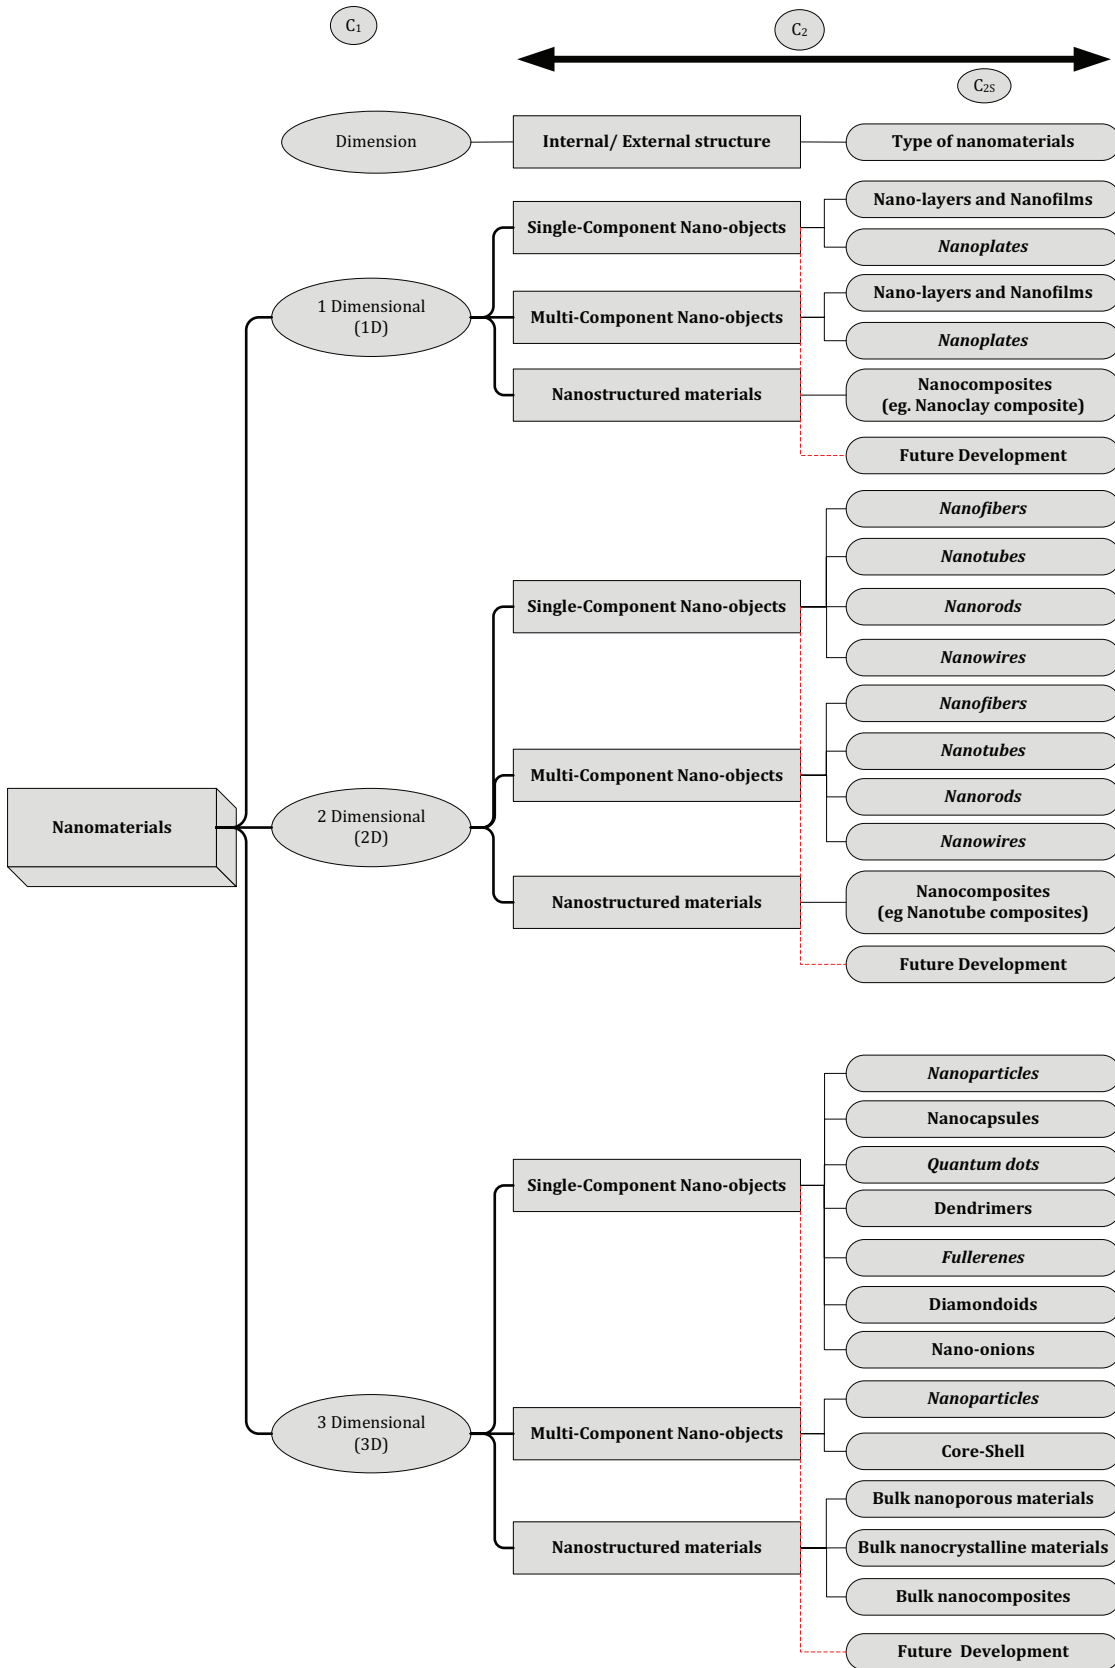 C1
C2
C2S
Dimension
Internal/ External structure
Type of nanomaterials
Nanomaterials
1 Dimensional
(1D)
Single-Component Nano-objects
Nano-layers and Nanofilms
Nanoplates
Multi-Component Nano-objects
Nano-layers and Nanofilms
Nanoplates
Nanostructured materials
Nanocomposites
(eg. Nanoclay composite)
Future Development
2 Dimensional
(2D)
Single-Component Nano-objects
Nanofibers
Nanotubes
Nanorods
Nanowires
Multi-Component Nano-objects
Nanofibers
Nanotubes
Nanorods
Nanowires
Nanostructured materials
Nanocomposites
(eg Nanotube composites)
Future Development
3 Dimensional
(3D)
Single-Component Nano-objects
Nanoparticles
Nanocapsules
Quantum dots
Dendrimers
Fullerenes
Diamondoids
Nano-onions
Multi-Component Nano-objects
Nanoparticles
Core-Shell
Nanostructured materials
Bulk nanoporous materials
Bulk nanocrystalline materials
Bulk nanocomposites
Future  Development